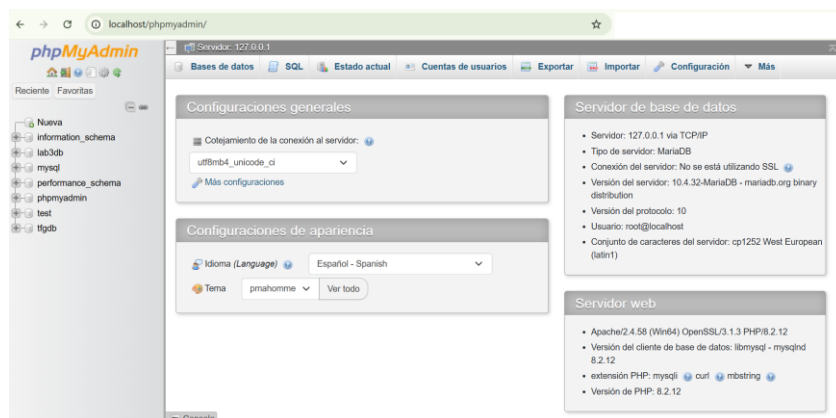 localhost/phpmyadmin/
phpMyAdmin
Reciente Favoritas
Nueva
information_schema
lab3db
mysql
performance_schema
phpmyadmin
test
tfgdb
Servidor: 127.0.0.1
Bases de datos SQL Estado actual Cuentas de usuarios Exportar Importar Configuración Más
Configuraciones generales
Cotejamiento de la conexión al servidor:
utf8mb4_unicode_ci
Más configuraciones
Configuraciones de apariencia
Idioma (Language) Español - Spanish
Tema pmahomme Ver todo
Servidor de base de datos
• Servidor: 127.0.0.1 via TCP/IP
• Tipo de servidor: MariaDB
• Conexión del servidor: No se está utilizando SSL
• Versión del servidor: 10.4.32-MariaDB - mariadb.org binary
distribution
• Versión del protocolo: 10
• Usuario: root@localhost
• Conjunto de caracteres del servidor: cp1252 West European
(latin1)
Servidor web
• Apache/2.4.58 (Win64) OpenSSL/3.1.3 PHP/8.2.12
• Versión del cliente de base de datos: libmysql - mysqlnd
8.2.12
• extensión PHP: mysqli curl mbstring
• Versión de PHP: 8.2.12
Consola